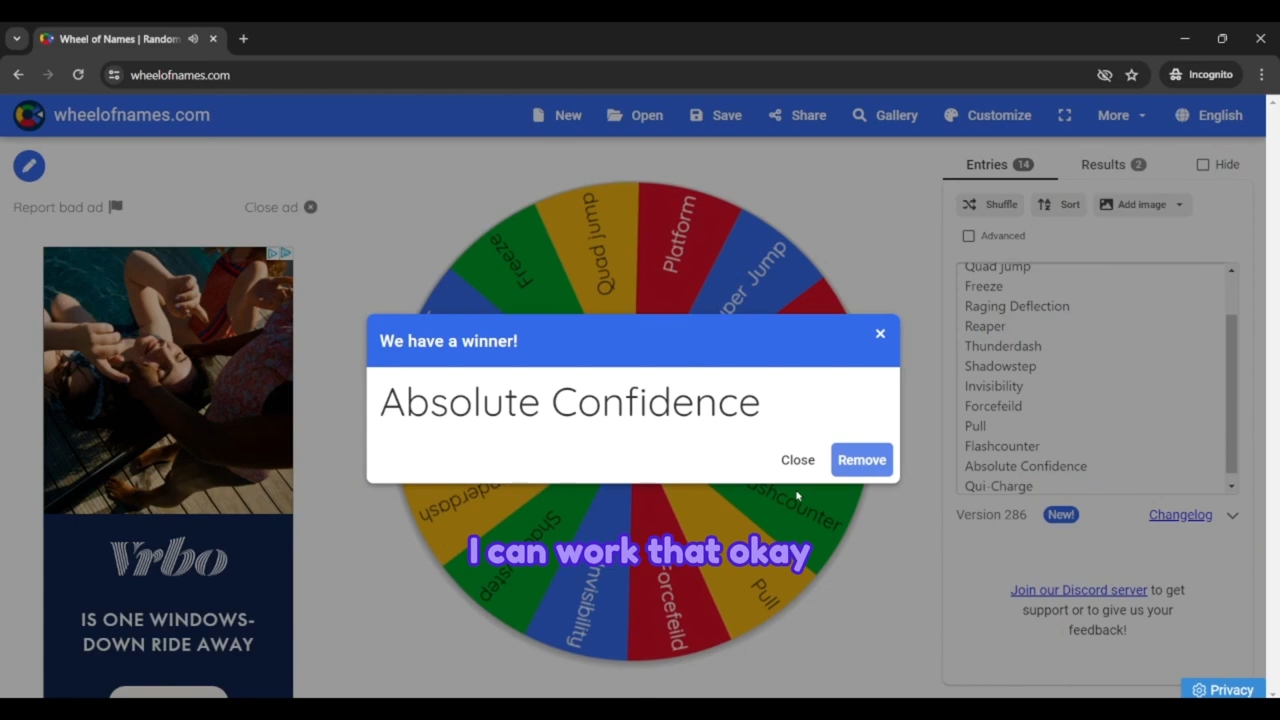 Wheel of Names | Random
wheelofnames.com
Incognito
wheelofnames.com
New
Open
Save
Share
Gallery
Customize
More
English
Report bad ad
Close ad
Entries 14
Results 2
Hide
Shuffle
Sort
Add image
Advanced
Quad jump
Freeze
Raging Deflection
Reaper
Thunderdash
Shadowstep
Invisibility
Forcefeild
Pull
Flashcounter
Absolute Confidence
Qui-Charge
Version 286
New!
Changelog
Join our Discord server to get
support or to give us your
feedback!
Privacy
Freeze
Quad jump
Platform
uper Jump
We have a winner!
Absolute Confidence
Close
Remove
nderdash
Invisibility
Forcefeild
Pull
shcounter
I can work that okay
Vrbo
IS ONE WINDOWS-
DOWN RIDE AWAY